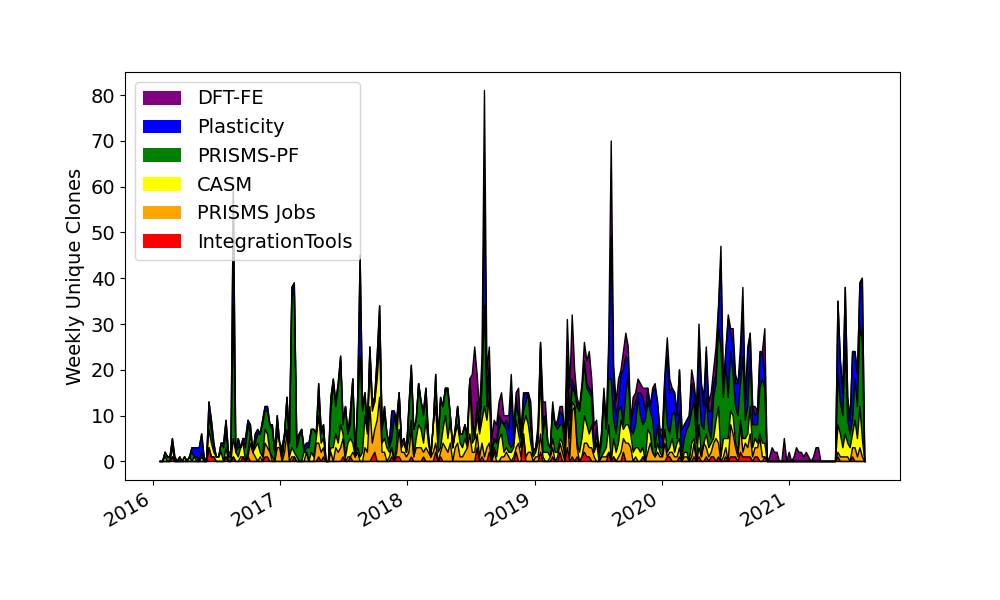 80
70
60
50
40
30
20
10
0
Weekly Unique Clones
DFT-FE
Plasticity
PRISMS-PF
CASM
PRISMS Jobs
IntegrationTools
2016
2017
2018
2019
2020
2021